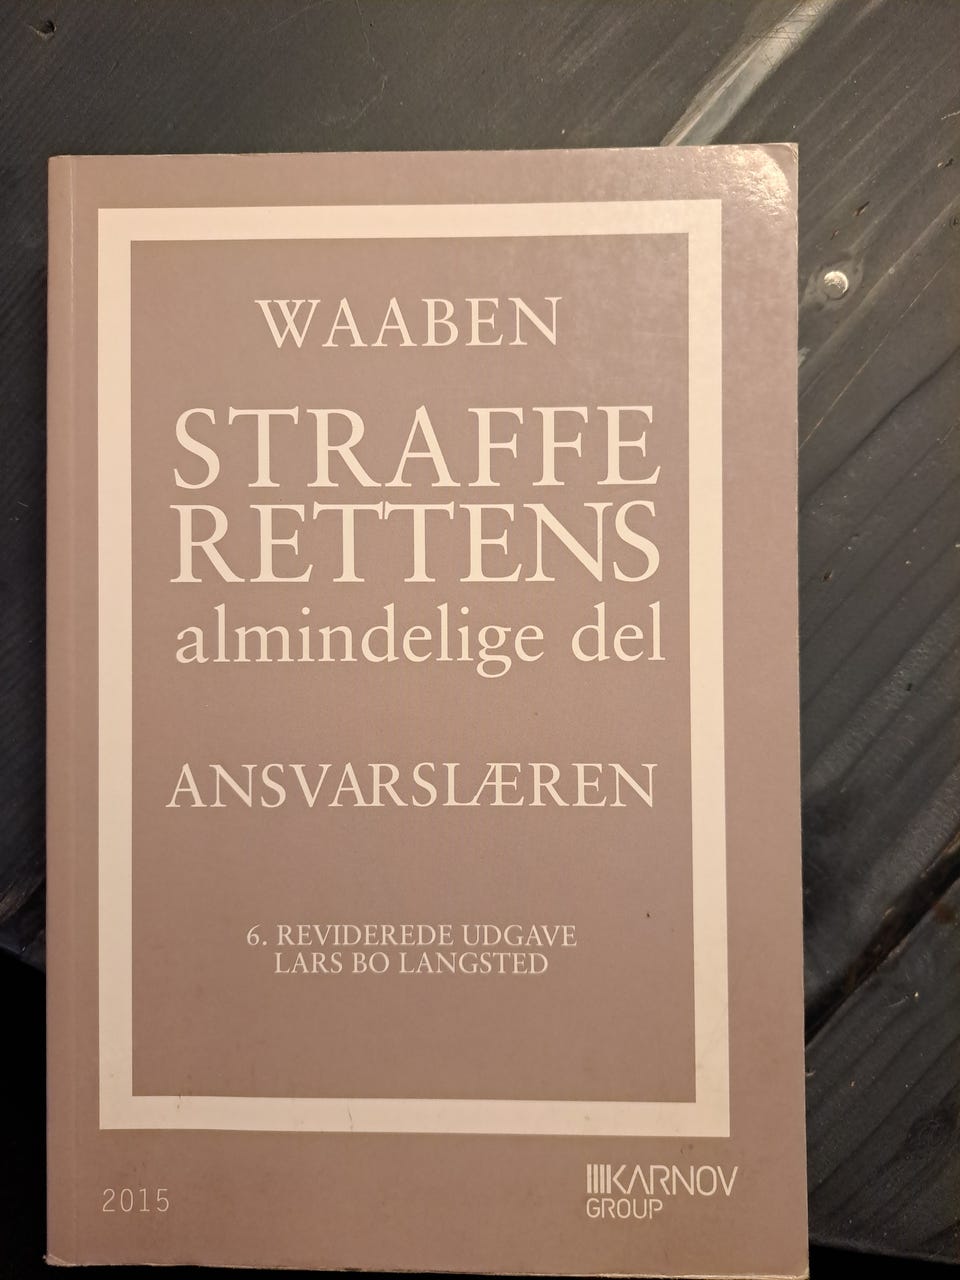 WAABEN
STRAFFE
RETTENS
almindelige del
ANSVARSLÆREN
6. REVIDEREDE UDGAVE
LARS BO LANGSTED
2015
KARNOV
GROUP